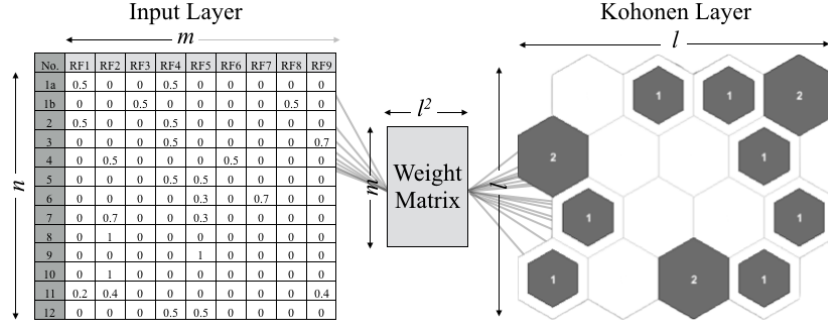 Input Layer
Kohonen Layer
m
l
No. RF1 RF2 RF3 RF4 RF5 RF6 RF7 RF8 RF9
1a 0.5 0 0 0.5 0 0 0 0 0
1b 0 0 0.5 0 0 0 0 0.5 0
2 0.5 0 0 0.5 0 0 0 0 0
3 0 0 0 0.5 0 0 0 0 0.7
4 0 0.5 0 0 0 0.5 0 0 0
5 0 0 0 0.5 0.5 0 0 0 0
6 0 0 0 0 0.3 0 0.7 0 0
7 0 0.7 0 0 0.3 0 0 0 0
8 0 1 0 0 0 0 0 0 0
9 0 0 0 0 1 0 0 0 0
10 0 1 0 0 0 0 0 0 0
11 0.2 0.4 0 0 0 0 0 0 0.4
12 0 0 0 0.5 0.5 0 0 0 0
n
l²
m
Weight
Matrix
l
1 1 2
2 1
1 1
1 2 1